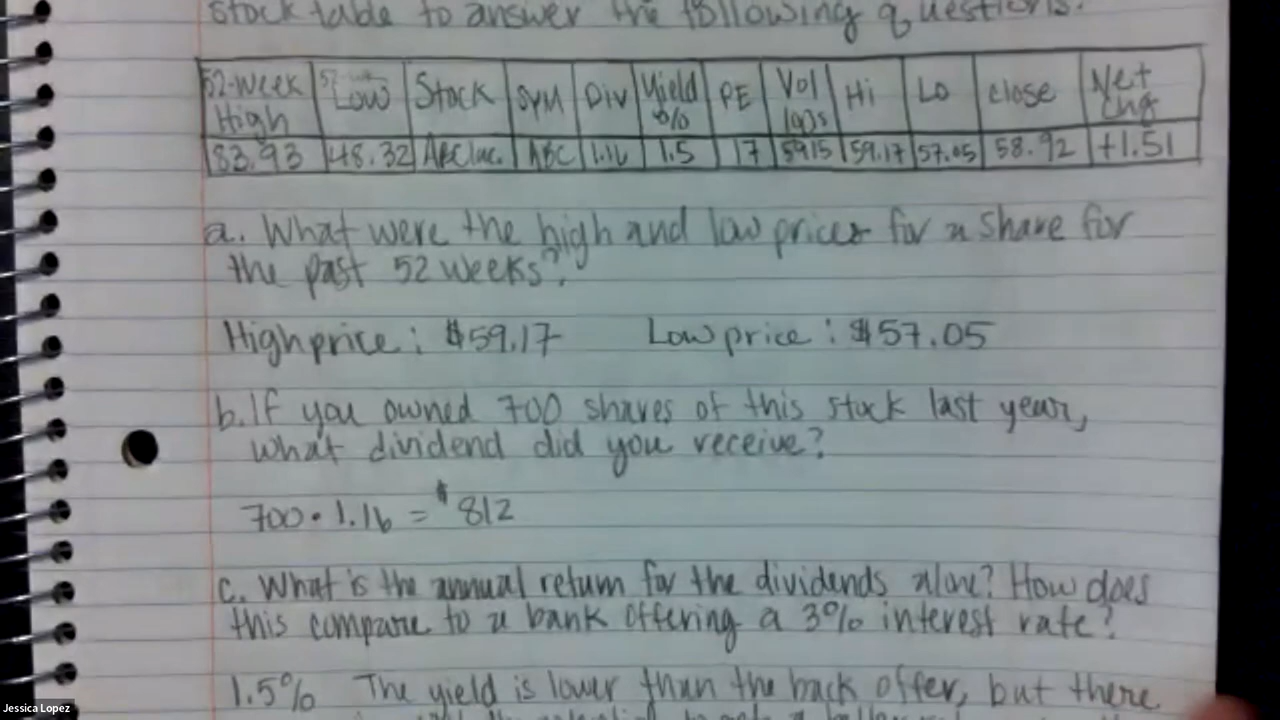 stock table to answer the following questions.
52-Week High 52-week Low Stock SYM Div Yield % PE Vol 100s Hi Lo close Net Chg
83.93 48.32 ABC Inc. ABC 1.16 1.5 17 5915 59.17 57.05 58.92 +1.51
a. What were the high and low prices for a share for
the past 52 weeks?
High price: $59.17 Low price: $57.05
b. If you owned 700 shares of this stock last year,
what dividend did you receive?
700 • 1.16 = $812
c. What is the annual return for the dividends alone? How does
this compare to a bank offering a 3% interest rate?
1.5% The yield is lower than the back offer, but there
the potential to
Jessica Lopez